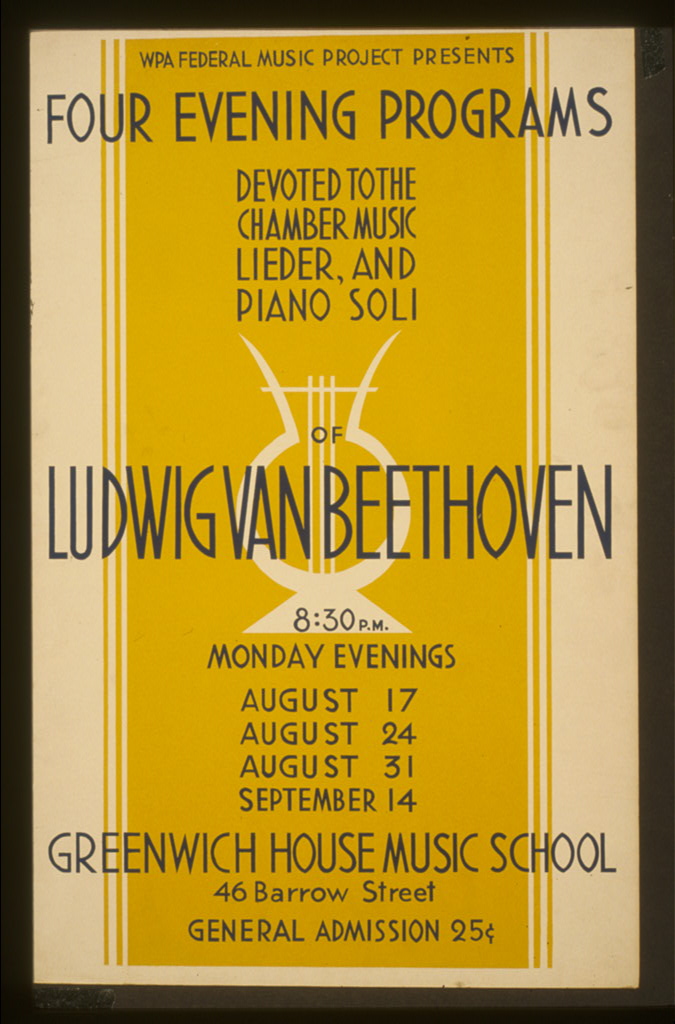 WPA FEDERAL MUSIC PROJECT PRESENTS
FOUR EVENING PROGRAMS
DEVOTED TO THE
CHAMBER MUSIC
LIEDER, AND
PIANO SOLI
OF
LUDWIG VAN BEETHOVEN
8:30 P.M.
MONDAY EVENINGS
AUGUST 17
AUGUST 24
AUGUST 31
SEPTEMBER 14
GREENWICH HOUSE MUSIC SCHOOL
46 Barrow Street
GENERAL ADMISSION 25¢